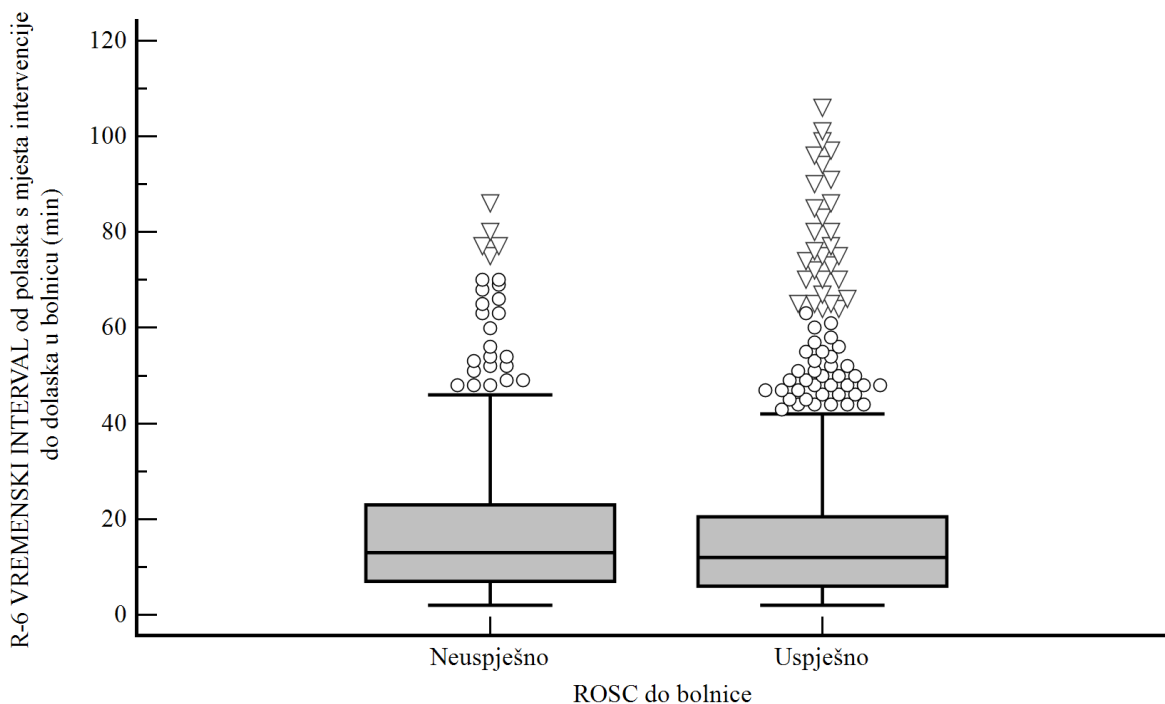 R-6 VREMENSKI INTERVAL od polaska s mjesta intervencije
do dolaska u bolnicu (min)
120
100
80
60
40
20
0
Neuspješno Uspješno
ROSC do bolnice